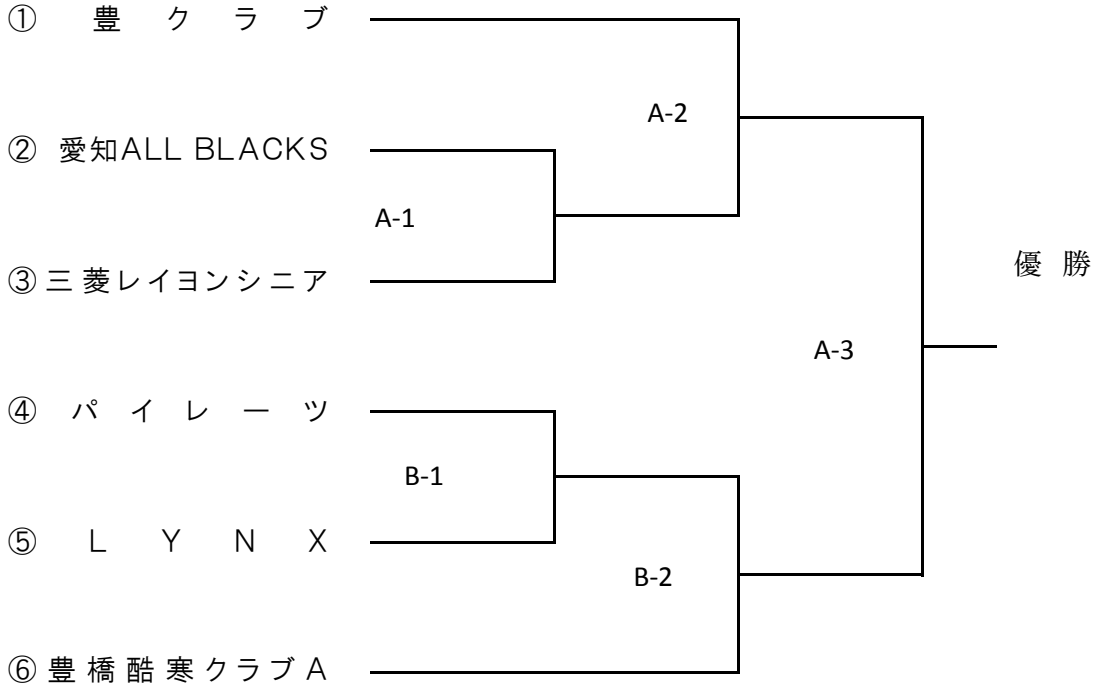 ① 豊クラブ
A-2
② 愛知ALL BLACKS
A-1
③ 三菱レイヨンシニア
優勝
A-3
④ パイレーツ
B-1
⑤ LYNX
B-2
⑥ 豊橋酷寒クラブA